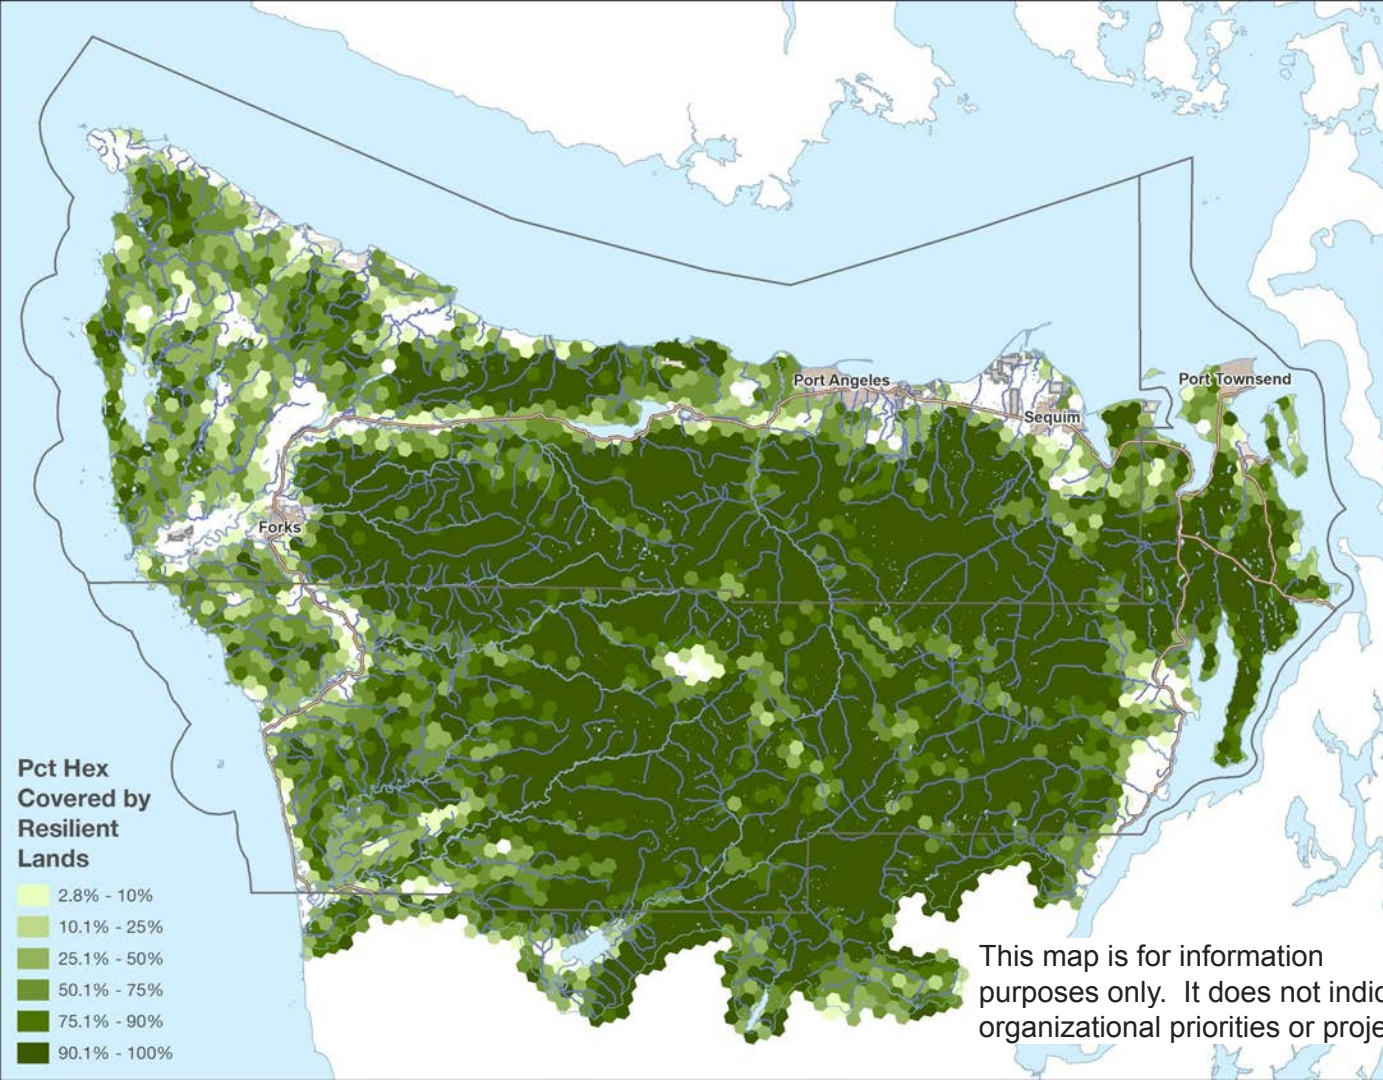 Port Angeles
Port Townsend
Sequim
Forks
Pct Hex
Covered by
Resilient
Lands
2.8% - 10%
10.1% - 25%
25.1% - 50%
50.1% - 75%
75.1% - 90%
90.1% - 100%
This map is for information
purposes only. It does not indic
organizational priorities or proje